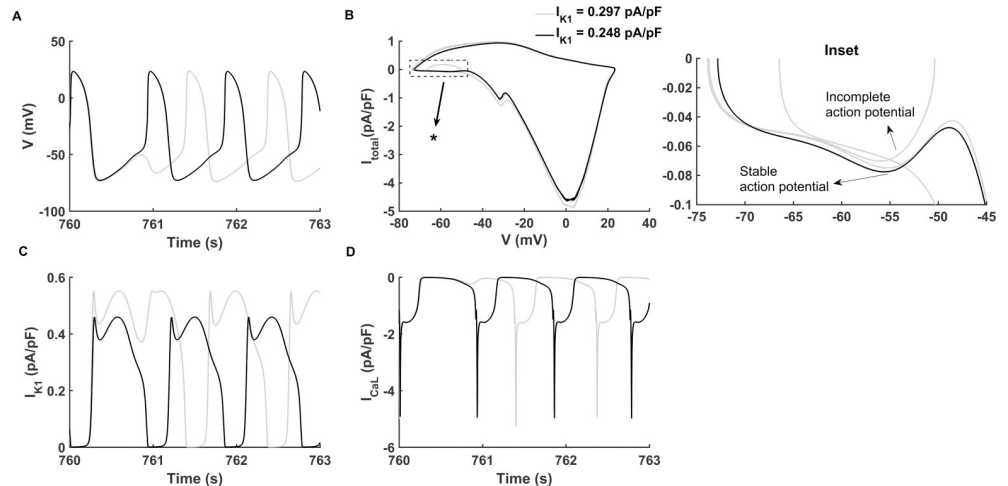 A
V (mV)
50
0
-50
-100
760
761
762
763
Time (s)
B
I_K1 = 0.297 pA/pF
I_K1 = 0.248 pA/pF
I_total(pA/pF)
1
0
-1
-2
-3
-4
5
-80
-60
-40
-20
0
20
40
V (mV)
*
Inset
0
-0.02
-0.04
-0.06
-0.08
-0.1
-75
-70
-65
-60
-55
-50
-45
Incomplete
action potential
Stable
action potential
C
I_K1 (pA/pF)
0.6
0.4
0.2
0
760
761
762
763
Time (s)
D
I_CaL (pA/pF)
0
-2
-4
-6
760
761
762
763
Time (s)